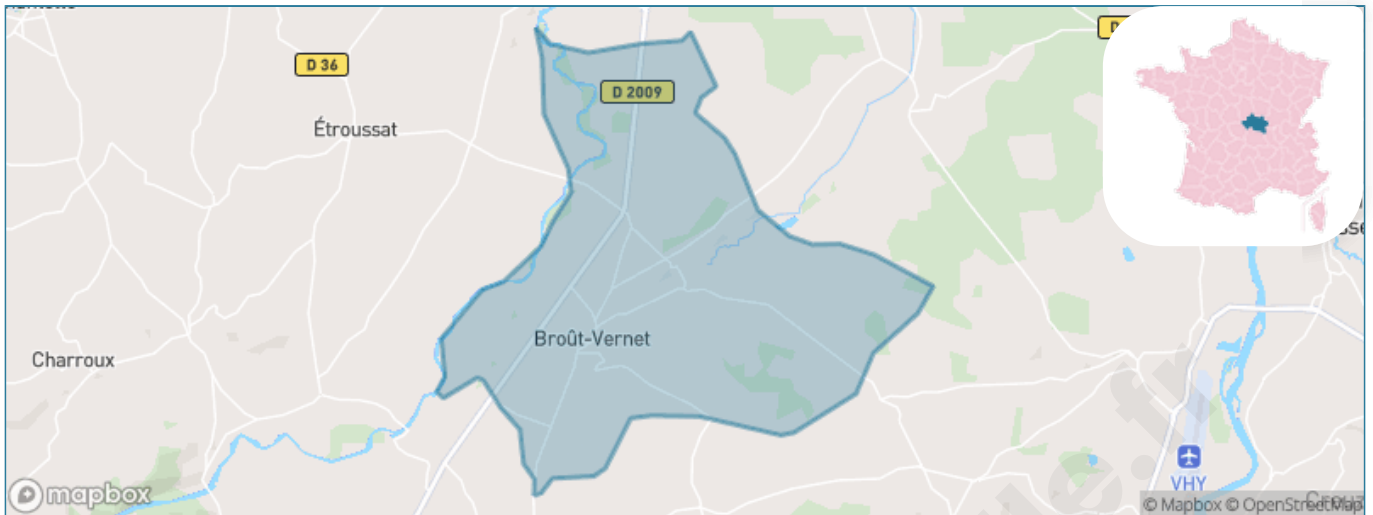 D 36
D 2009
Étroussat
Broût-Vernet
Charroux
VHY
mapbox
© Mapbox © OpenStreetMap